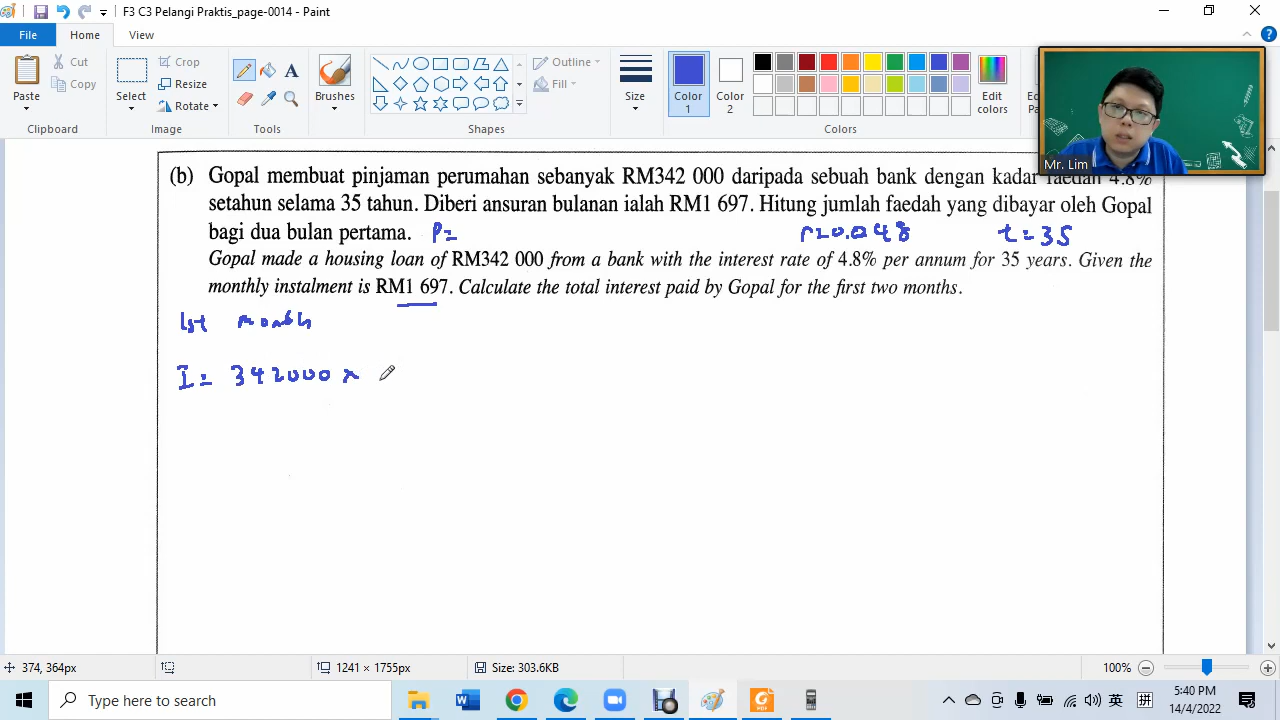 F3 C3 Pelangi Praktis_page-0014 - Paint
File Home View
Paste Cut Copy Clipboard
Select Crop Resize Rotate Image
Tools
Brushes
Shapes Outline Fill
Size
Color 1 Color 2 Edit colors Colors
Mr. Lim
(b) Gopal membuat pinjaman perumahan sebanyak RM342 000 daripada sebuah bank dengan kadar faedah 4.8%
setahun selama 35 tahun. Diberi ansuran bulanan ialah RM1 697. Hitung jumlah faedah yang dibayar oleh Gopal
bagi dua bulan pertama. P= r=0.048 t=35
Gopal made a housing loan of RM342 000 from a bank with the interest rate of 4.8% per annum for 35 years. Given the
monthly instalment is RM1 697. Calculate the total interest paid by Gopal for the first two months.
1st month
I = 342000 ×
374, 364px 1241 × 1755px Size: 303.6KB 100%
Type here to search 英 拼 5:40 PM
14/4/2022